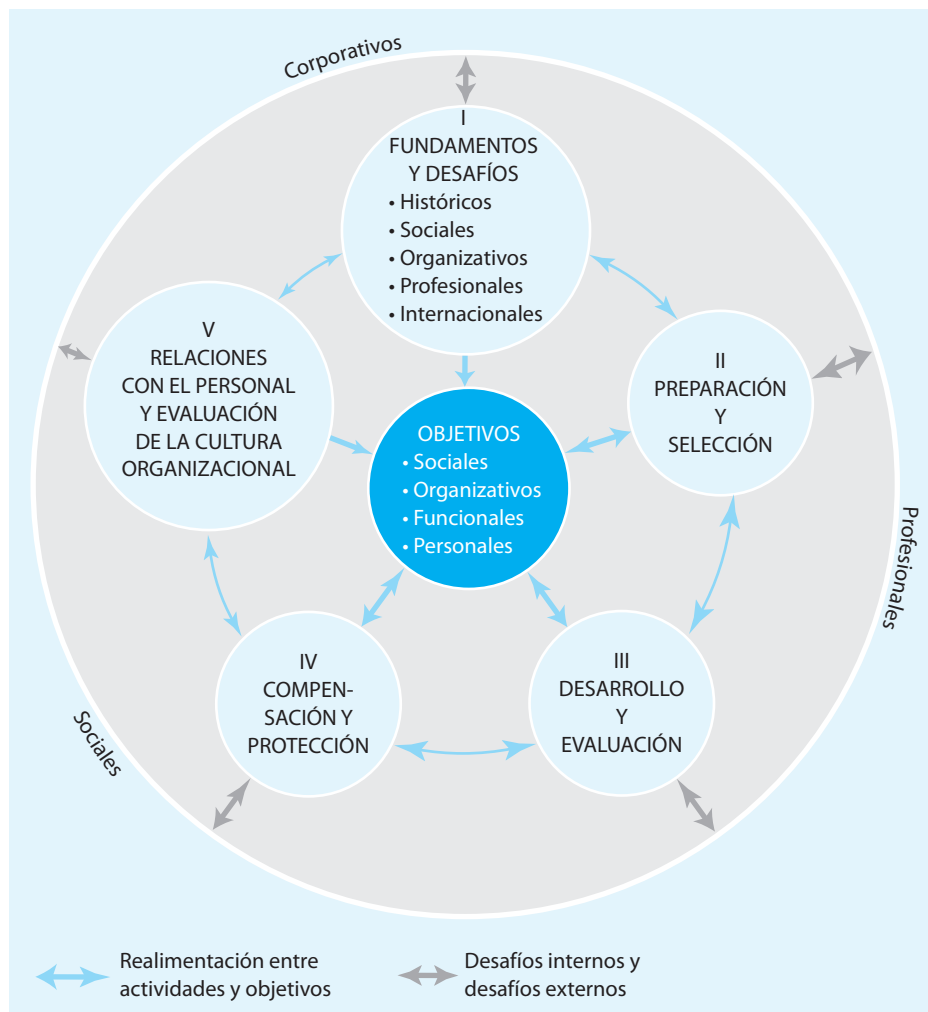 Corporativos
I
FUNDAMENTOS
Y DESAFÍOS
• Históricos
• Sociales
• Organizativos
• Profesionales
• Internacionales
V
RELACIONES
CON EL PERSONAL
Y EVALUACIÓN
DE LA CULTURA
ORGANIZACIONAL
II
PREPARACIÓN
Y
SELECCIÓN
OBJETIVOS
• Sociales
• Organizativos
• Funcionales
• Personales
Profesionales
IV
COMPEN-
SACIÓN Y
PROTECCIÓN
III
DESARROLLO
Y
EVALUACIÓN
Sociales
Realimentación entre
actividades y objetivos
Desafíos internos y
desafíos externos